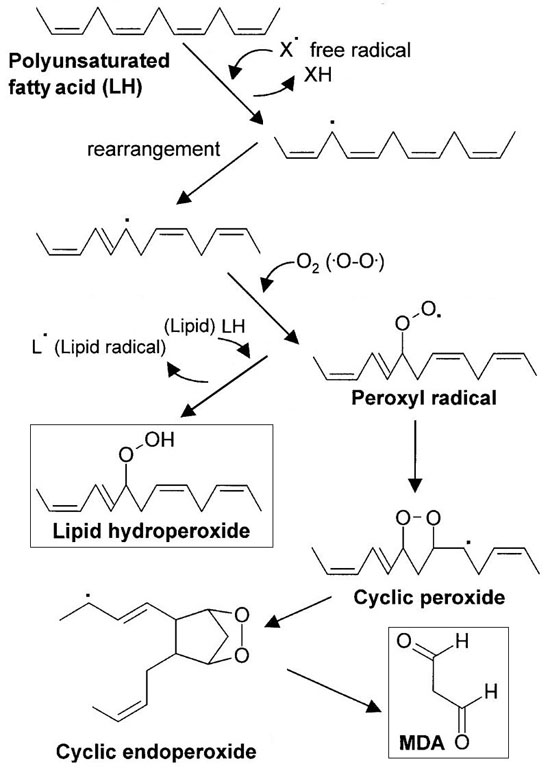 Polyunsaturated
fatty acid (LH)
X· free radical
XH
rearrangement
O₂ (·O-O·)
(Lipid) LH
L· (Lipid radical)
O O·
Peroxyl radical
O OH
Lipid hydroperoxide
O-O
Cyclic peroxide
O
O
Cyclic endoperoxide
O H
H
O
MDA